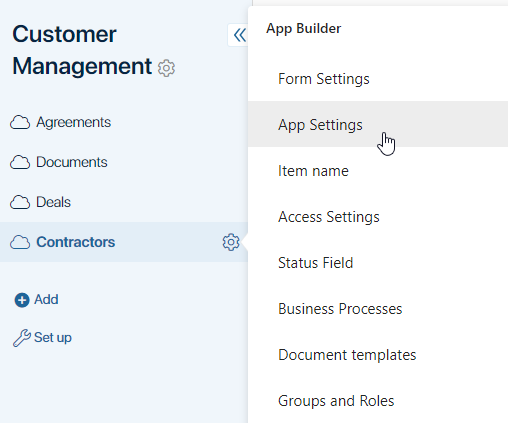 Customer
Management
Agreements
Documents
Deals
Contractors
Add
Set up
App Builder
Form Settings
App Settings
Item name
Access Settings
Status Field
Business Processes
Document templates
Groups and Roles